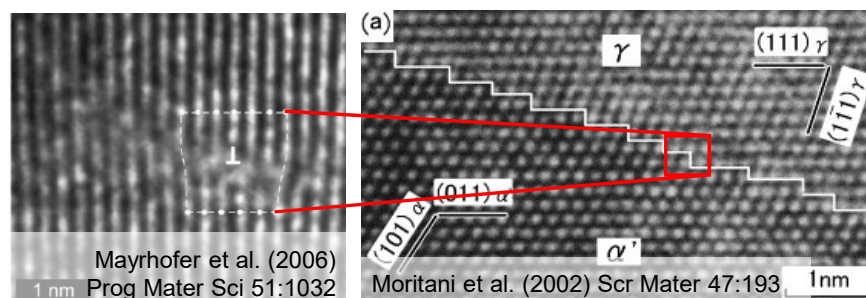 ⊥
Mayrhofer et al. (2006)
Prog Mater Sci 51:1032
1 nm
(a)
γ
(111)γ
(1̄11)γ
(101)α
(011)α
α'
Moritani et al. (2002) Scr Mater 47:193
1nm